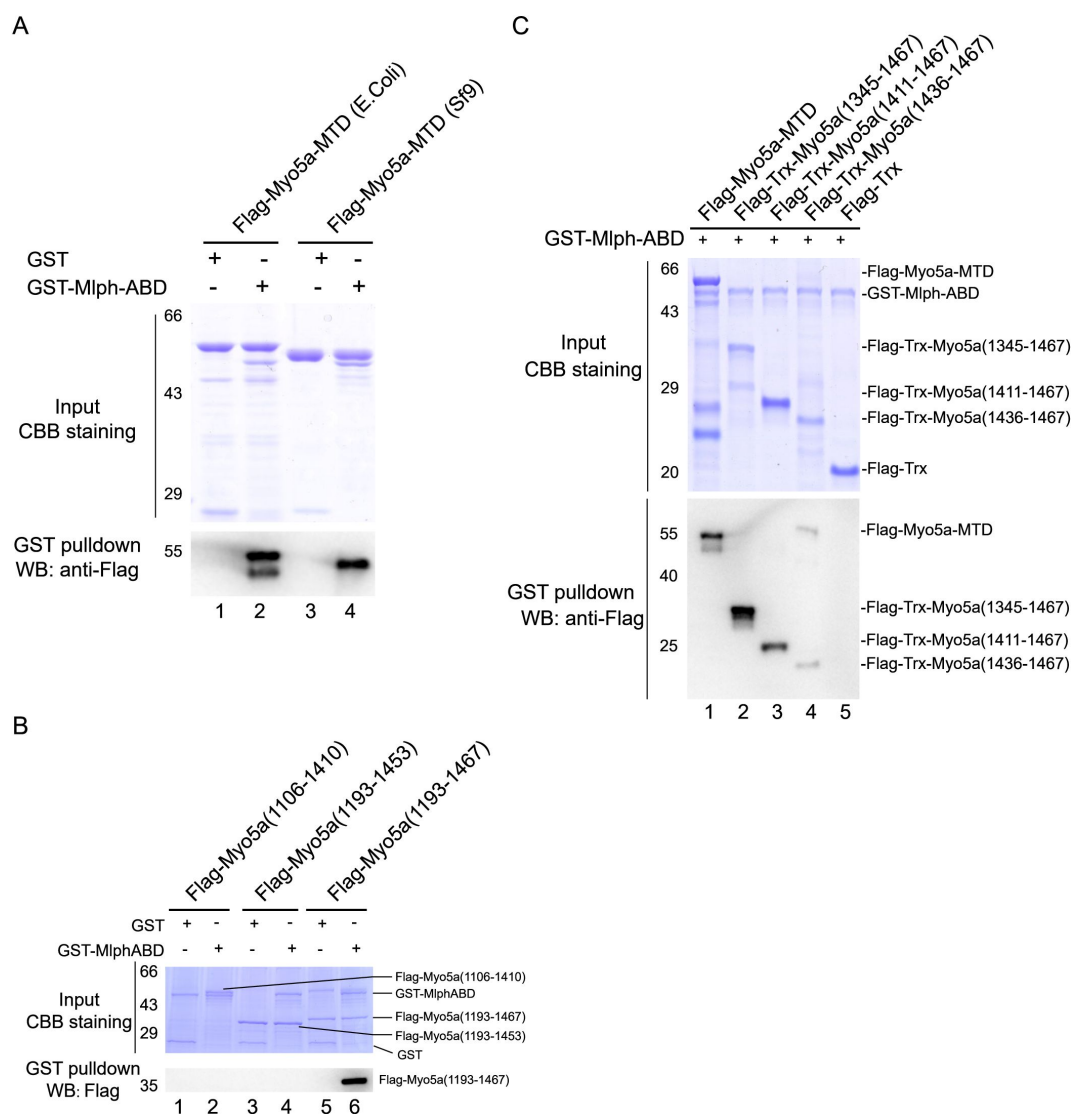 A
Flag-Myo5a-MTD (E.Coli)
Flag-Myo5a-MTD (Sf9)
GST + - + -
GST-Mlph-ABD - + - +
66
43
29
Input
CBB staining
GST pulldown
WB: anti-Flag
55
1 2 3 4
B
Flag-Myo5a(1106-1410)
Flag-Myo5a(1193-1453)
Flag-Myo5a(1193-1467)
GST + - + - + -
GST-MlphABD - + - + - +
Input
CBB staining
66
43
29
Flag-Myo5a(1106-1410)
GST-MlphABD
Flag-Myo5a(1193-1467)
Flag-Myo5a(1193-1453)
GST
GST pulldown
WB: Flag
35
Flag-Myo5a(1193-1467)
1 2 3 4 5 6
C
Flag-Myo5a-MTD
Flag-Trx-Myo5a(1345-1467)
Flag-Trx-Myo5a(1411-1467)
Flag-Trx-Myo5a(1436-1467)
Flag-Trx
GST-Mlph-ABD + + + + +
Input
CBB staining
66
43
29
20
-Flag-Myo5a-MTD
-GST-Mlph-ABD
-Flag-Trx-Myo5a(1345-1467)
-Flag-Trx-Myo5a(1411-1467)
-Flag-Trx-Myo5a(1436-1467)
-Flag-Trx
GST pulldown
WB: anti-Flag
55
40
25
-Flag-Myo5a-MTD
-Flag-Trx-Myo5a(1345-1467)
-Flag-Trx-Myo5a(1411-1467)
-Flag-Trx-Myo5a(1436-1467)
1 2 3 4 5